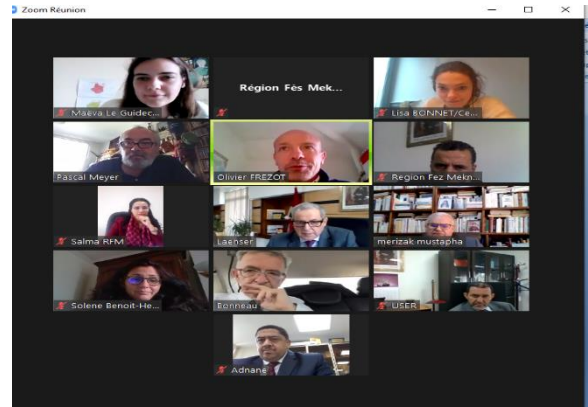 Zoom Réunion
Maëva Le Guidec...
Région Fès Mek...
Lisa BONNET/Ce...
Pascal Meyer
Olivier FREZOT
Région Fez Mekn...
Salma RFM
Laenser
merizak mustapha
Solene Benoit-He...
Bonneau
USER
Adnane